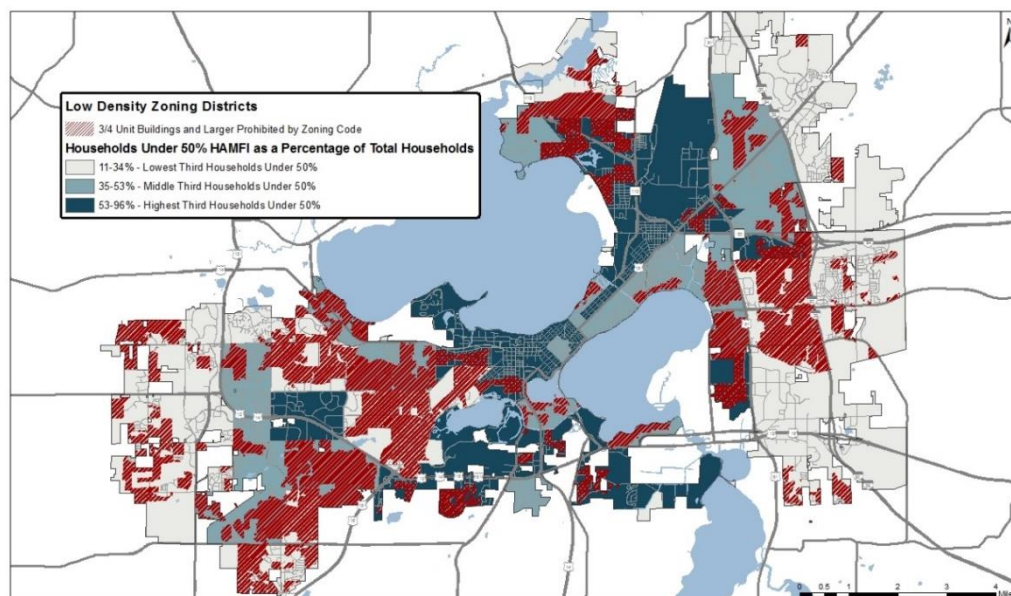 Low Density Zoning Districts
3/4 Unit Buildings and Larger Prohibited by Zoning Code
Households Under 50% HAMFI as a Percentage of Total Households
11-34% - Lowest Third Households Under 50%
35-53% - Middle Third Households Under 50%
53-96% - Highest Third Households Under 50%
N
0 0.5 1 2 3 4
Mile